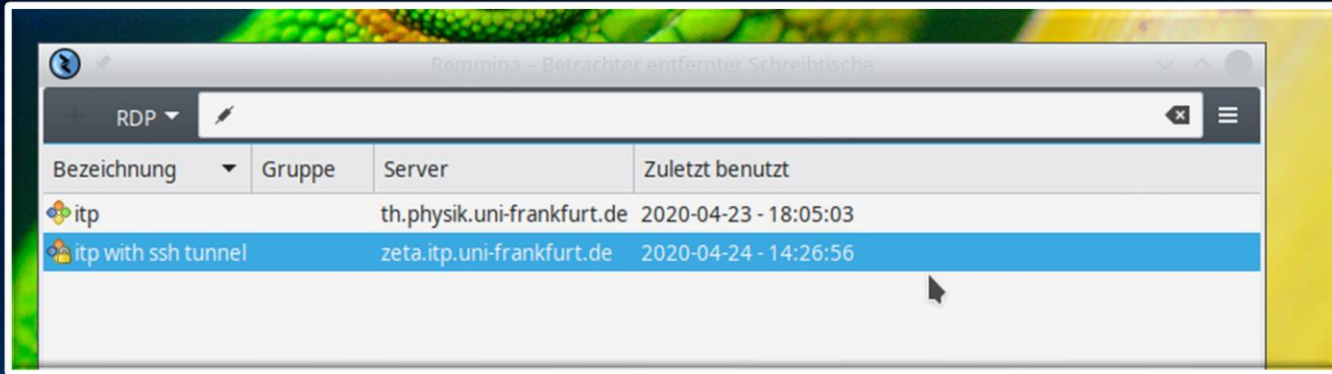 Remmina – Betrachter entfernter Schreibtische
RDP
Bezeichnung Gruppe Server Zuletzt benutzt
itp th.physik.uni-frankfurt.de 2020-04-23 - 18:05:03
itp with ssh tunnel zeta.itp.uni-frankfurt.de 2020-04-24 - 14:26:56